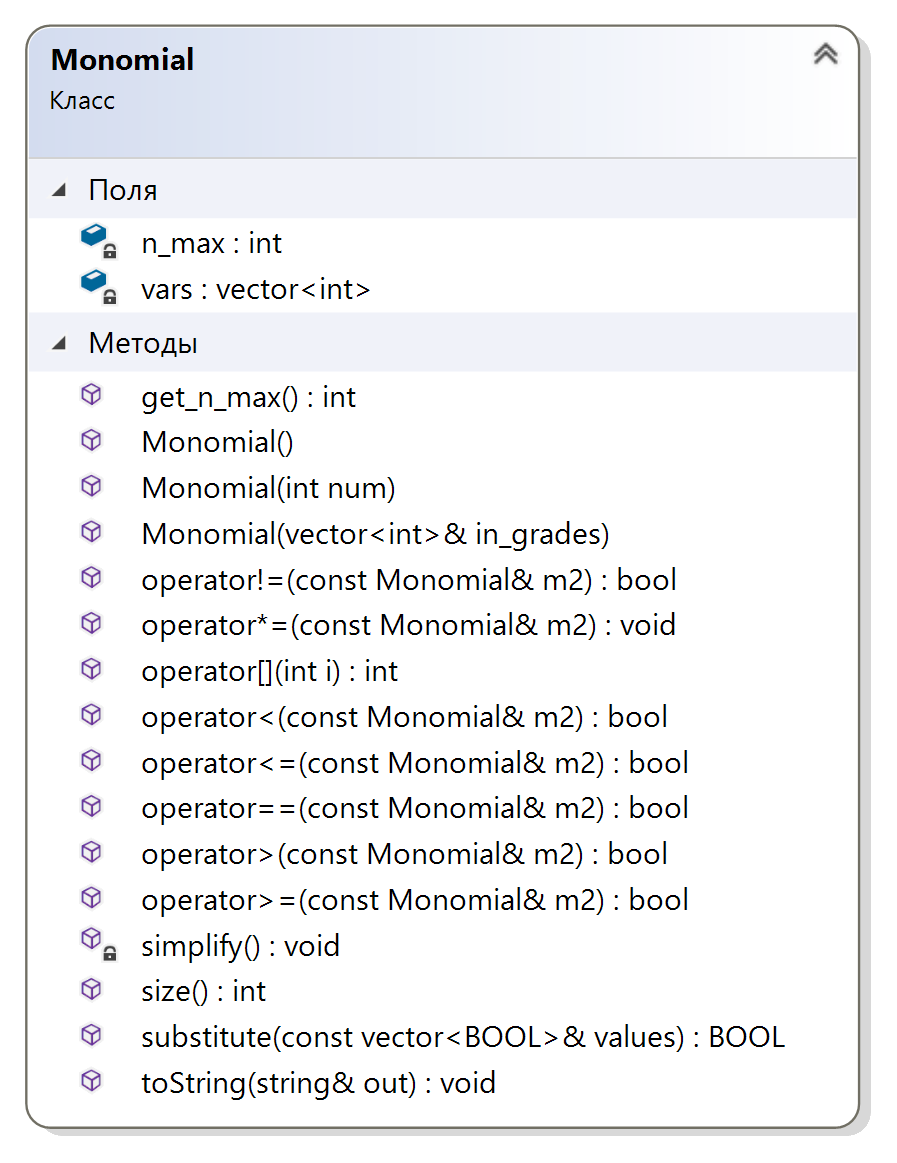 Monomial
Класс
Поля
n_max : int
vars : vector<int>
Методы
get_n_max() : int
Monomial()
Monomial(int num)
Monomial(vector<int>& in_grades)
operator!=(const Monomial& m2) : bool
operator*=(const Monomial& m2) : void
operator[](int i) : int
operator<(const Monomial& m2) : bool
operator<=(const Monomial& m2) : bool
operator==(const Monomial& m2) : bool
operator>(const Monomial& m2) : bool
operator>=(const Monomial& m2) : bool
simplify() : void
size() : int
substitute(const vector<BOOL>& values) : BOOL
toString(string& out) : void